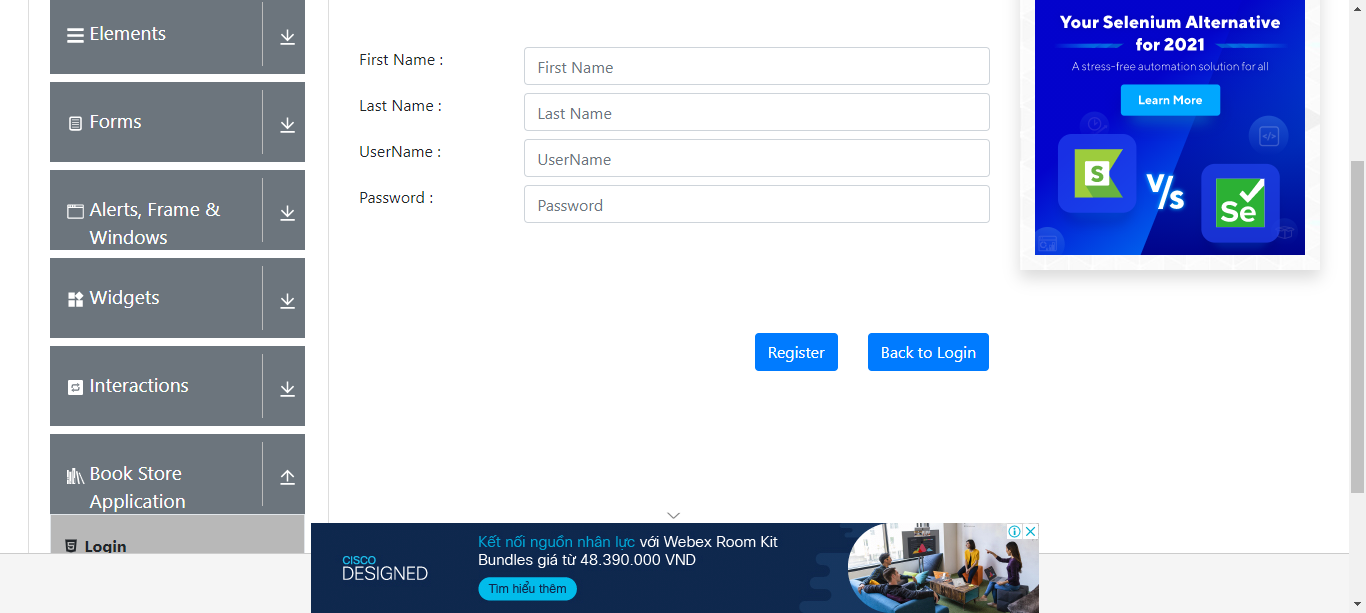 Elements
Forms
Alerts, Frame &
Windows
Widgets
Interactions
Book Store
Application
Login
First Name :
First Name
Last Name :
Last Name
UserName :
UserName
Password :
Password
Register
Back to Login
Your Selenium Alternative
for 2021
A stress-free automation solution for all
Learn More
S
V/s
Se
CISCO
DESIGNED
Kết nối nguồn nhân lực với Webex Room Kit
Bundles giá từ 48.390.000 VND
Tìm hiểu thêm